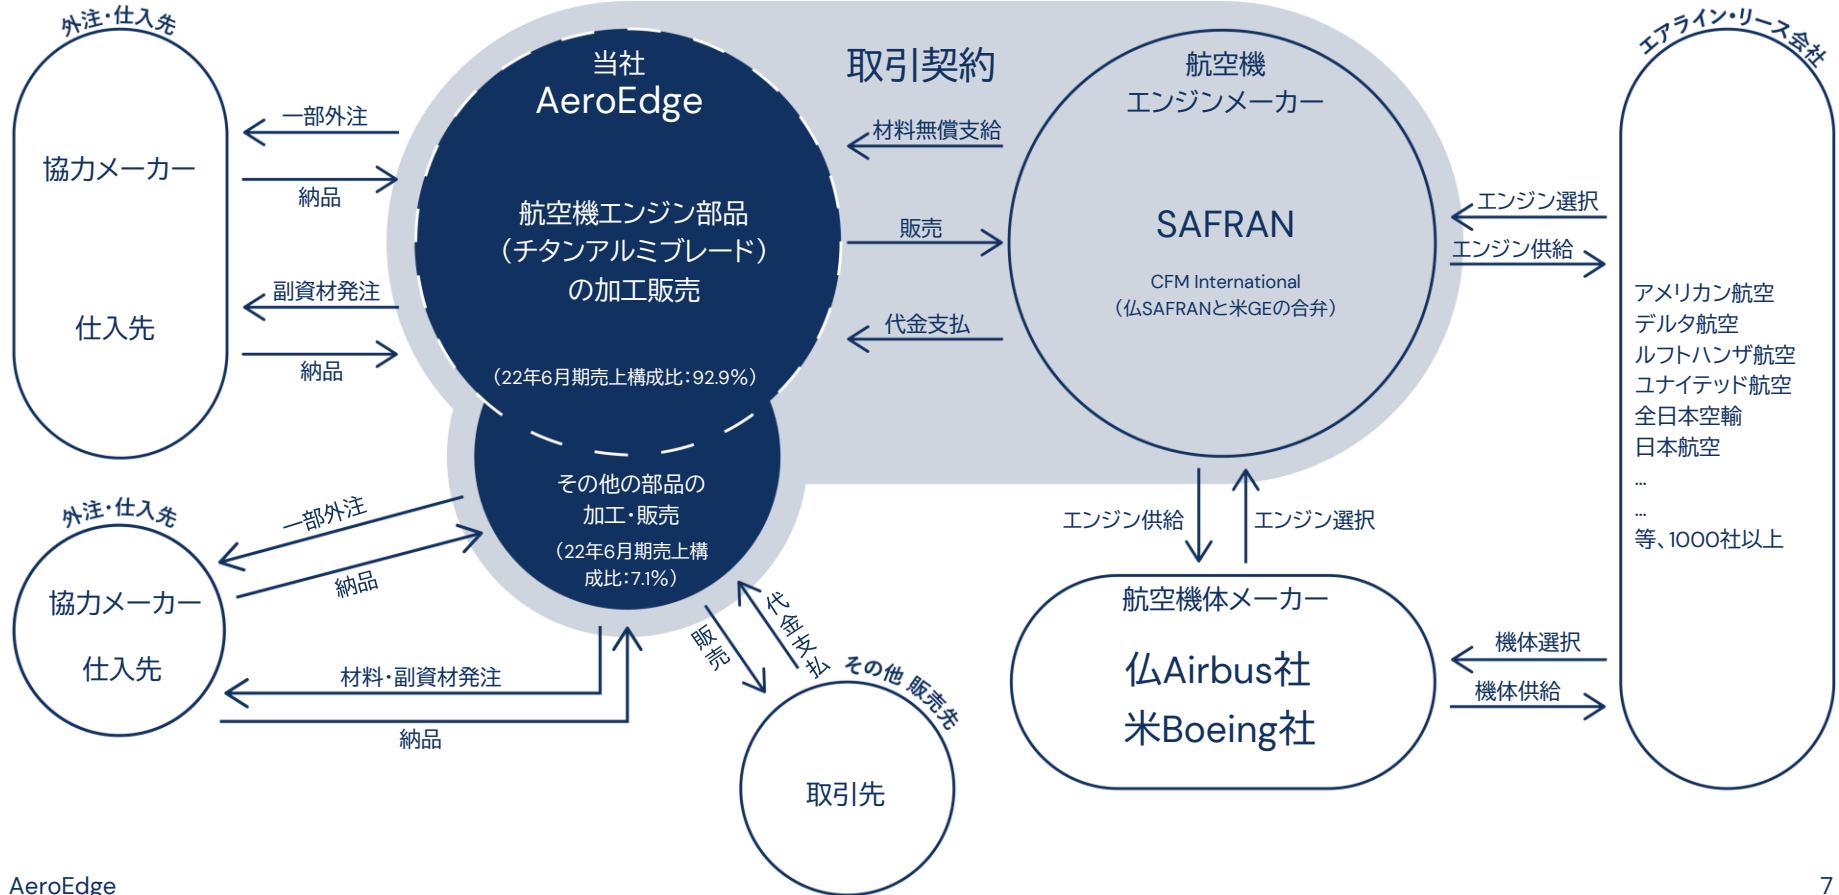 外注・仕入先
協力メーカー
仕入先
一部外注
納品
副資材発注
納品
当社
AeroEdge
航空機エンジン部品
（チタンアルミブレード）
の加工販売
（22年6月期売上構成比：92.9％）
その他の部品の
加工・販売
（22年6月期売上構
成比：7.1％）
取引契約
材料無償支給
販売
代金支払
航空機
エンジンメーカー
SAFRAN
CFM International
（仏SAFRANと米GEの合弁）
エンジン選択
エンジン供給
エアライン・リース会社
アメリカン航空
デルタ航空
ルフトハンザ航空
ユナイテッド航空
全日本空輸
日本航空
...
...
等、1000社以上
外注・仕入先
協力メーカー
仕入先
一部外注
納品
材料・副資材発注
納品
販売
代金支払
その他 販売先
取引先
エンジン供給
エンジン選択
航空機体メーカー
仏Airbus社
米Boeing社
機体選択
機体供給
AeroEdge
7